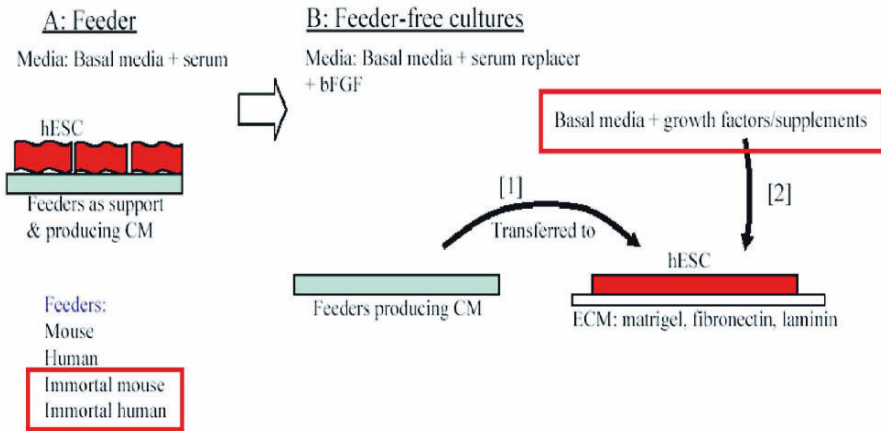 A: Feeder
Media: Basal media + serum
hESC
Feeders as support
& producing CM
Feeders:
Mouse
Human
Immortal mouse
Immortal human
B: Feeder-free cultures
Media: Basal media + serum replacer
+ bFGF
Basal media + growth factors/supplements
[1]
[2]
Transferred to
hESC
Feeders producing CM
ECM: matrigel, fibronectin, laminin